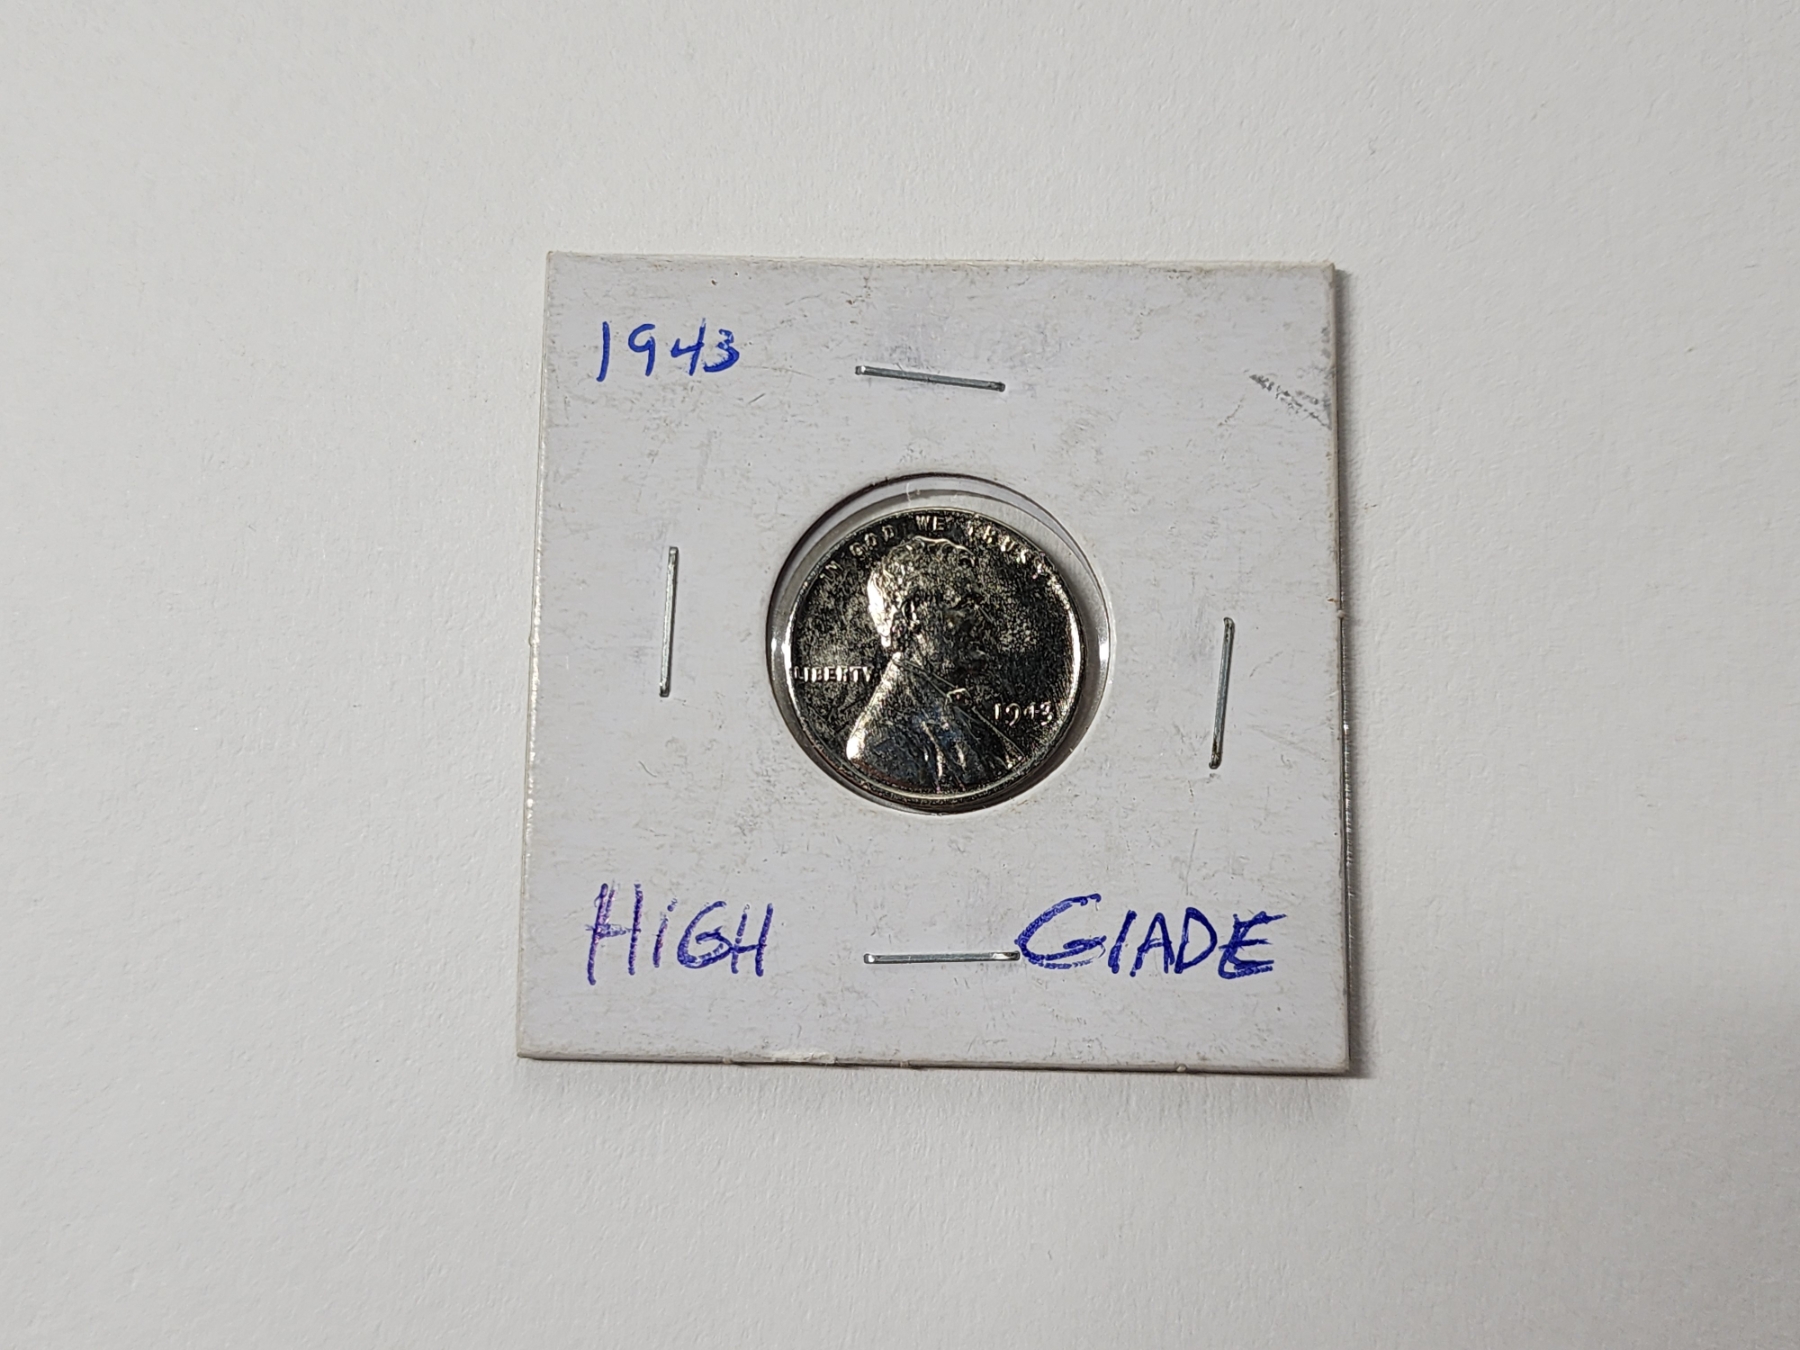 1943
IN GOD WE TRUST
LIBERTY
1943
HiGH GIADE